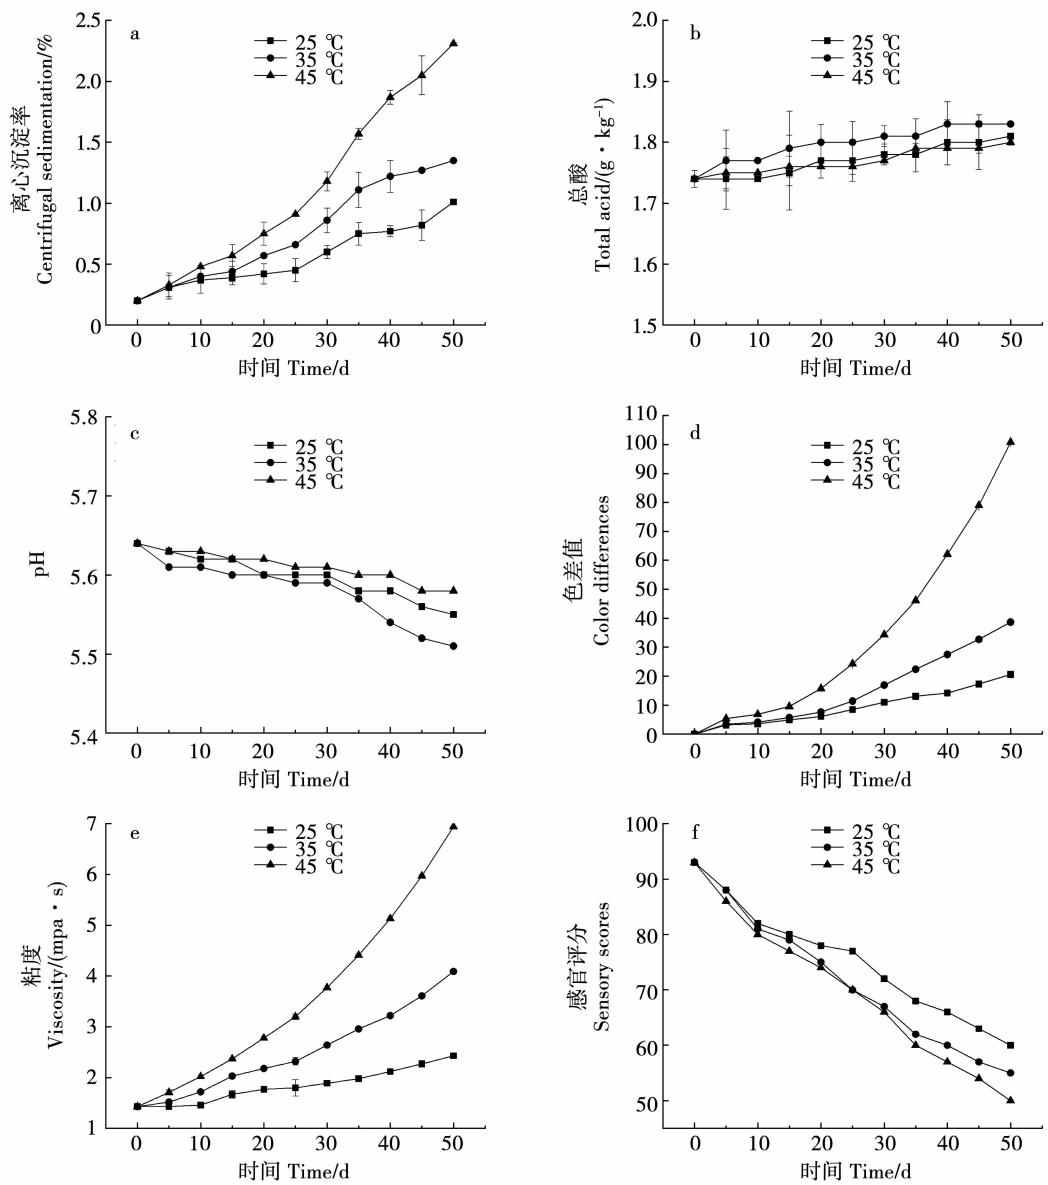 a
25 ℃
35 ℃
45 ℃
2.5
2.0
1.5
1.0
0.5
0
离心沉淀率
Centrifugal sedimentation/%
0 10 20 30 40 50
时间 Time/d
b
25 ℃
35 ℃
45 ℃
2.0
1.9
1.8
1.7
1.6
1.5
总酸
Total acid/(g·kg⁻¹)
0 10 20 30 40 50
时间 Time/d
c
25 ℃
35 ℃
45 ℃
5.8
5.7
5.6
5.5
5.4
pH
0 10 20 30 40 50
时间 Time/d
d
25 ℃
35 ℃
45 ℃
110
100
90
80
70
60
50
40
30
20
10
0
色差值
Color differences
0 10 20 30 40 50
时间 Time/d
e
25 ℃
35 ℃
45 ℃
7
6
5
4
3
2
1
粘度
Viscosity/(mpa·s)
0 10 20 30 40 50
时间 Time/d
f
25 ℃
35 ℃
45 ℃
100
90
80
70
60
50
感官评分
Sensory scores
0 10 20 30 40 50
时间 Time/d